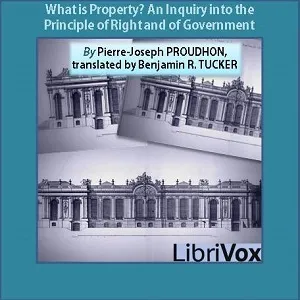 What is Property? An Inquiry into the
Principle of Right and of Government
By Pierre-Joseph PROUDHON,
translated by Benjamin R. TUCKER
LibriVox